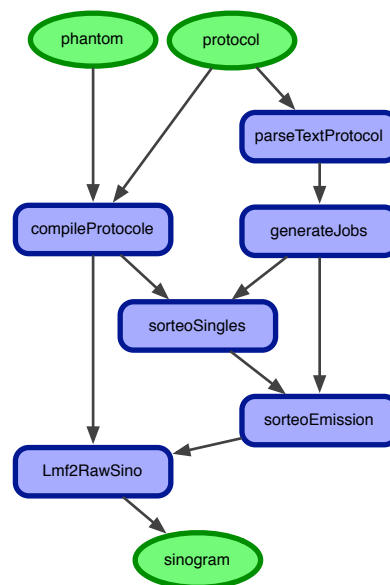 phantom
protocol
parseTextProtocol
compileProtocole
generateJobs
sorteoSingles
sorteoEmission
Lmf2RawSino
sinogram